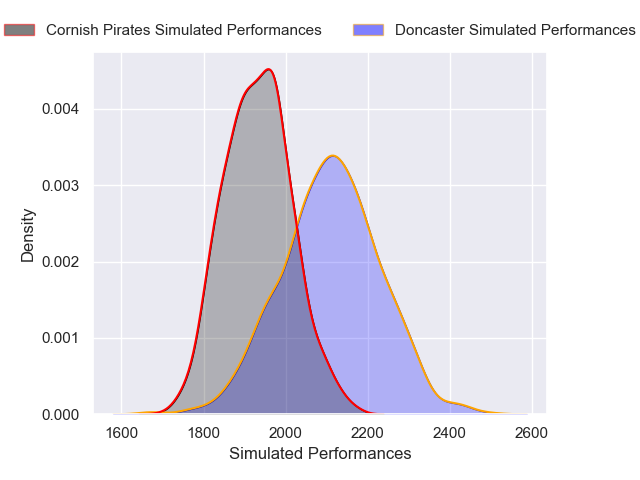 Cornish Pirates Simulated Performances
Doncaster Simulated Performances
0.004
0.003
0.002
0.001
0.000
Density
1600 1800 2000 2200 2400 2600
Simulated Performances